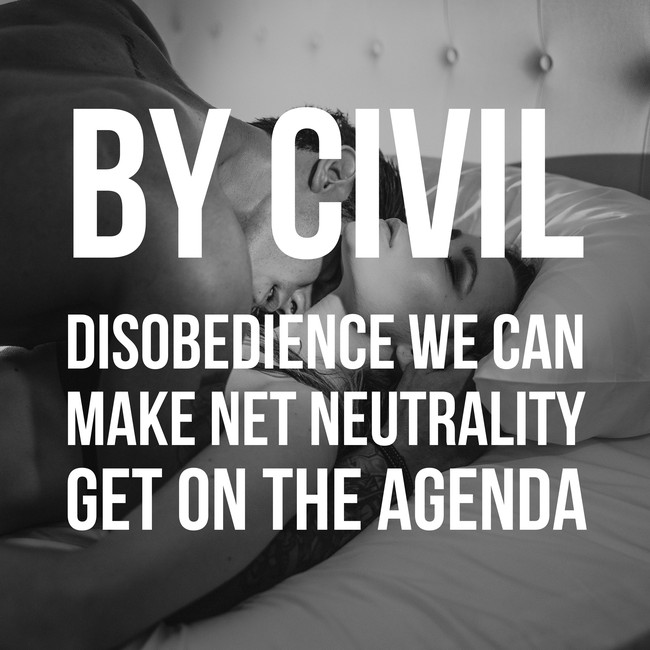 BY CIVIL
DISOBEDIENCE WE CAN
MAKE NET NEUTRALITY
GET ON THE AGENDA